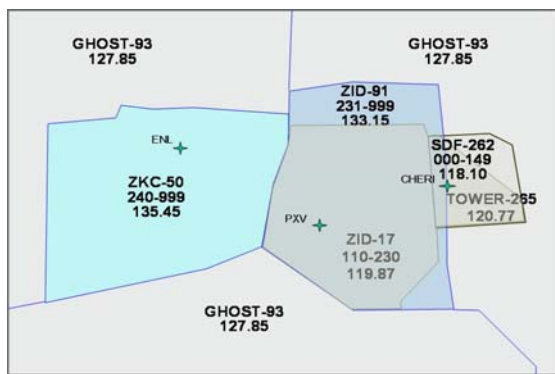 GHOST-93
127.85
GHOST-93
127.85
ZID-91
231-999
133.15
ENL
ZKC-50
240-999
135.45
SDF-262
000-149
118.10
CHERI
TOWER-265
120.77
PXV
ZID-17
110-230
119.87
GHOST-93
127.85